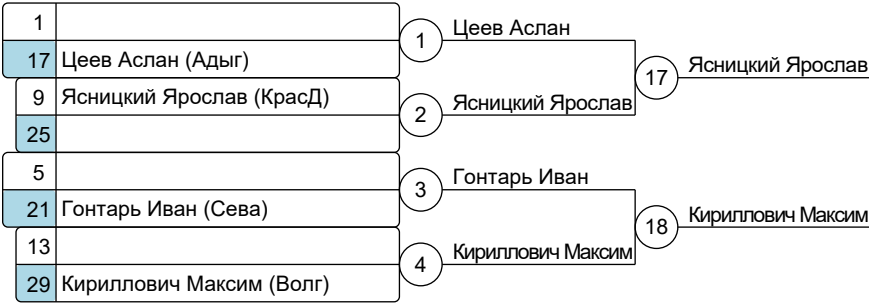 1
17 Цеев Аслан (Адыг)
9 Ясницкий Ярослав (КрасД)
25
5
21 Гонтарь Иван (Сева)
13
29 Кириллович Максим (Волг)
1 Цеев Аслан
2 Ясницкий Ярослав
3 Гонтарь Иван
4 Кириллович Максим
17 Ясницкий Ярослав
18 Кириллович Максим